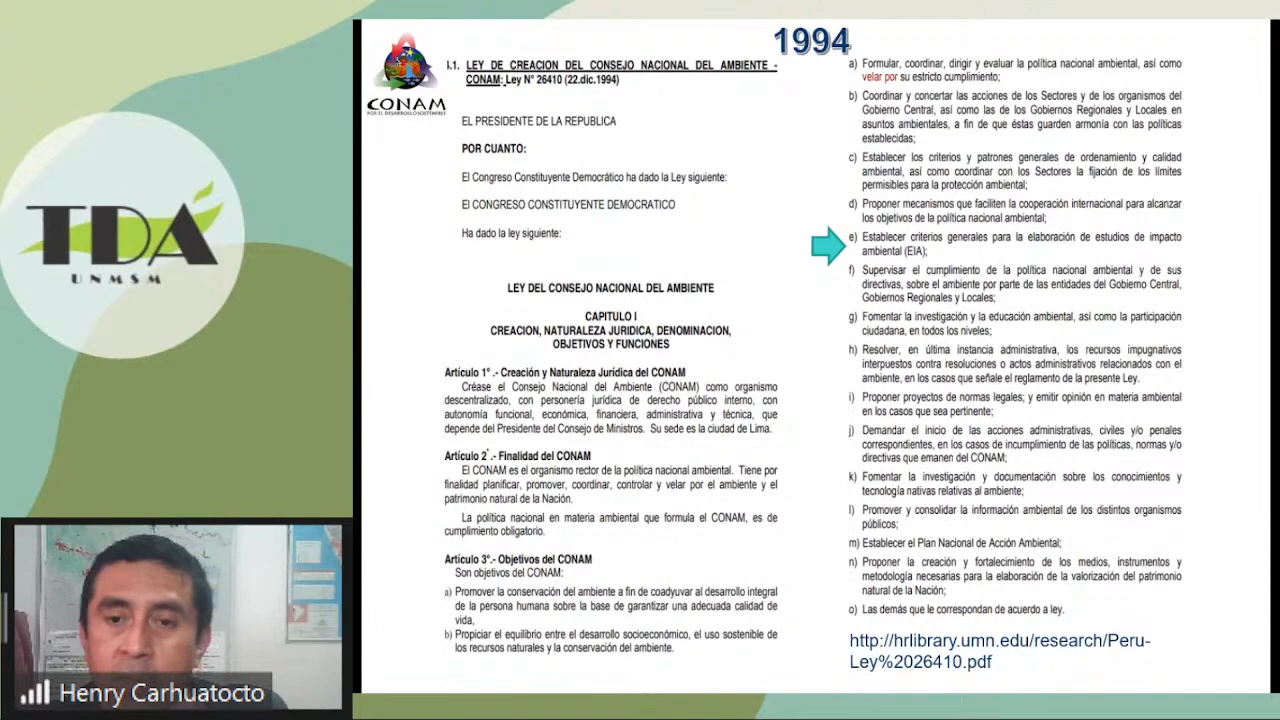 1994
CONAM
POR EL DESARROLLO SOSTENIBLE
I.1. LEY DE CREACION DEL CONSEJO NACIONAL DEL AMBIENTE -
CONAM: Ley N° 26410 (22.dic.1994)
EL PRESIDENTE DE LA REPUBLICA
POR CUANTO:
El Congreso Constituyente Democrático ha dado la Ley siguiente:
El CONGRESO CONSTITUYENTE DEMOCRATICO
Ha dado la ley siguiente:
LEY DEL CONSEJO NACIONAL DEL AMBIENTE
CAPITULO I
CREACION, NATURALEZA JURIDICA, DENOMINACION,
OBJETIVOS Y FUNCIONES
Artículo 1° .- Creación y Naturaleza Jurídica del CONAM
Créase el Consejo Nacional del Ambiente (CONAM) como organismo
descentralizado, con personería jurídica de derecho público interno, con
autonomía funcional, económica, financiera, administrativa y técnica, que
depende del Presidente del Consejo de Ministros. Su sede es la ciudad de Lima.
Artículo 2° .- Finalidad del CONAM
El CONAM es el organismo rector de la política nacional ambiental. Tiene por
finalidad planificar, promover, coordinar, controlar y velar por el ambiente y el
patrimonio natural de la Nación.
La política nacional en materia ambiental que formula el CONAM, es de
cumplimiento obligatorio.
Artículo 3°.- Objetivos del CONAM
Son objetivos del CONAM:
a) Promover la conservación del ambiente a fin de coadyuvar al desarrollo integral
de la persona humana sobre la base de garantizar una adecuada calidad de
vida,
b) Propiciar el equilibrio entre el desarrollo socioeconómico, el uso sostenible de
los recursos naturales y la conservación del ambiente.
a) Formular, coordinar, dirigir y evaluar la política nacional ambiental, así como
velar por su estricto cumplimiento;
b) Coordinar y concertar las acciones de los Sectores y de los organismos del
Gobierno Central, así como las de los Gobiernos Regionales y Locales en
asuntos ambientales, a fin de que éstas guarden armonía con las políticas
establecidas;
c) Establecer los criterios y patrones generales de ordenamiento y calidad
ambiental, así como coordinar con los Sectores la fijación de los límites
permisibles para la protección ambiental;
d) Proponer mecanismos que faciliten la cooperación internacional para alcanzar
los objetivos de la política nacional ambiental;
e) Establecer criterios generales para la elaboración de estudios de impacto
ambiental (EIA);
f) Supervisar el cumplimiento de la política nacional ambiental y de sus
directivas, sobre el ambiente por parte de las entidades del Gobierno Central,
Gobiernos Regionales y Locales;
g) Fomentar la investigación y la educación ambiental, así como la participación
ciudadana, en todos los niveles;
h) Resolver, en última instancia administrativa, los recursos impugnativos
interpuestos contra resoluciones o actos administrativos relacionados con el
ambiente, en los casos que señale el reglamento de la presente Ley.
i) Proponer proyectos de normas legales; y emitir opinión en materia ambiental
en los casos que sea pertinente;
j) Demandar el inicio de las acciones administrativas, civiles y/o penales
correspondientes, en los casos de incumplimiento de las políticas, normas y/o
directivas que emanen del CONAM;
k) Fomentar la investigación y documentación sobre los conocimientos y
tecnología nativas relativas al ambiente;
l) Promover y consolidar la información ambiental de los distintos organismos
públicos;
m) Establecer el Plan Nacional de Acción Ambiental;
n) Proponer la creación y fortalecimiento de los medios, instrumentos y
metodología necesarias para la elaboración de la valorización del patrimonio
natural de la Nación;
o) Las demás que le correspondan de acuerdo a ley.
http://hrlibrary.umn.edu/research/Peru-
Ley%2026410.pdf
TDA
UNMSM
Henry Carhuatocto